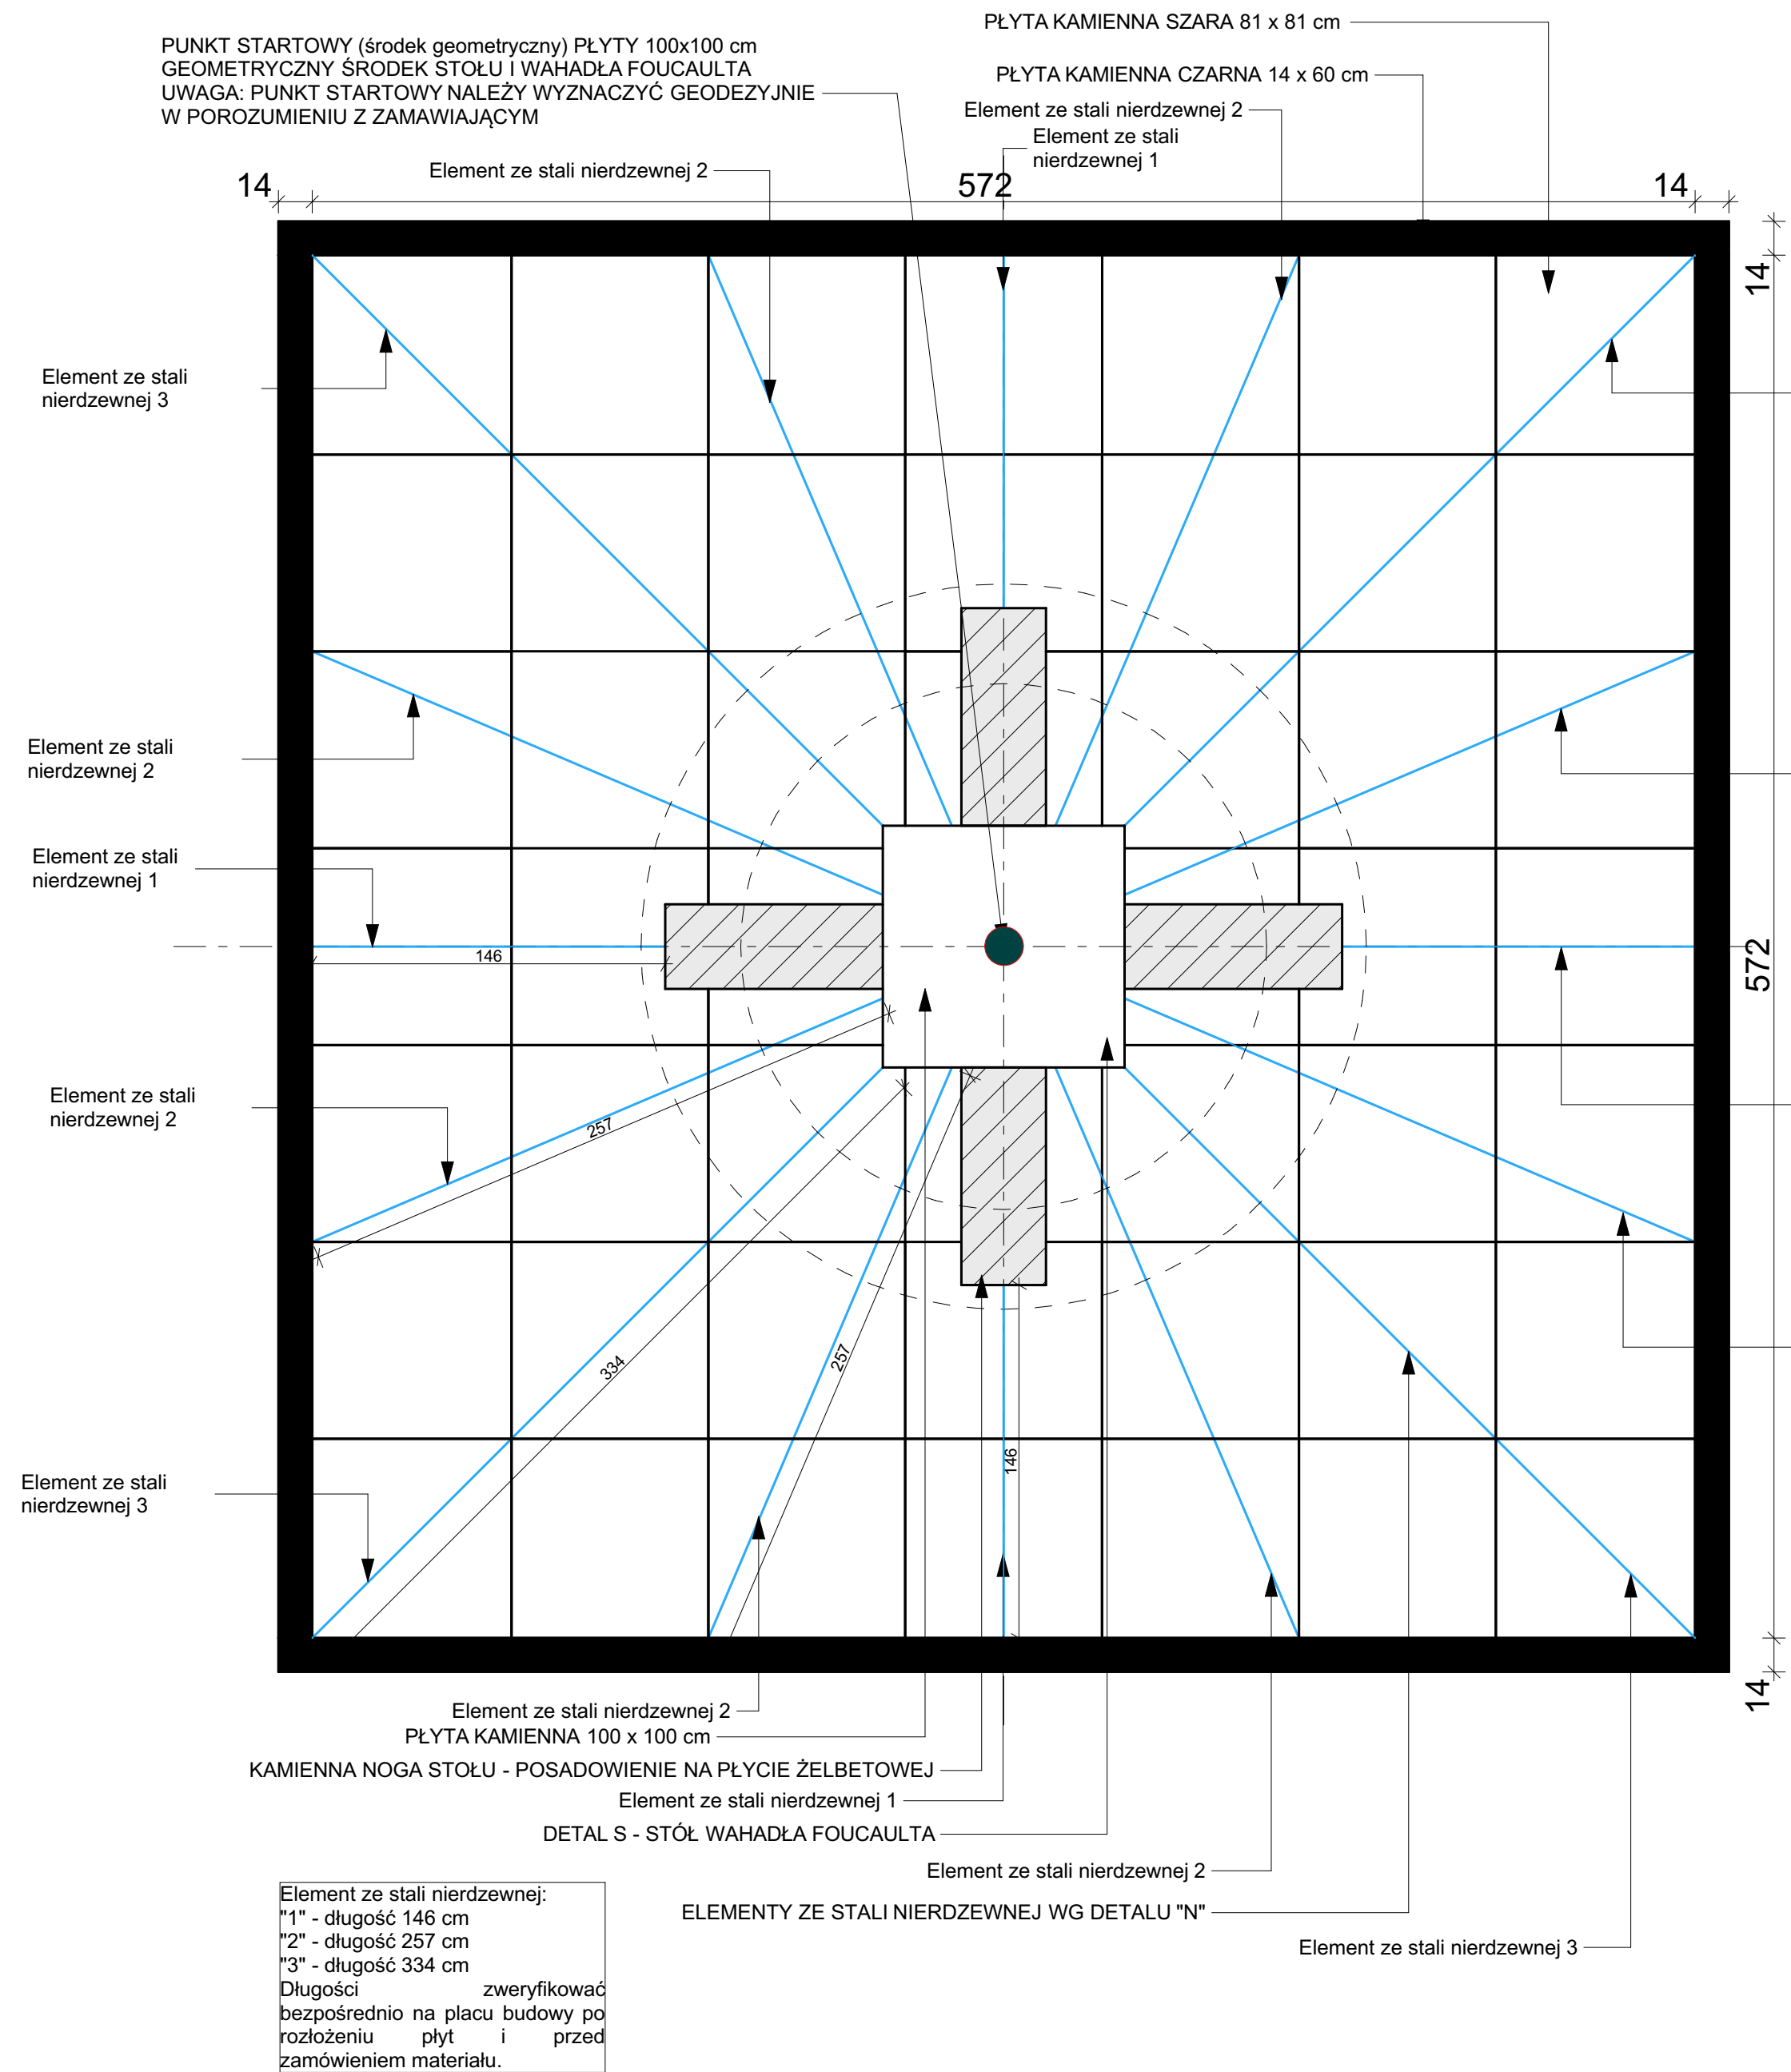 PŁYTA KAMIENNA SZARA 81 x 81 cm
PUNKT STARTOWY (środek geometryczny) PŁYTY 100x100 cm
GEOMETRYCZNY ŚRODEK STOŁU I WAHADŁA FOUCAULTA
UWAGA: PUNKT STARTOWY NALEŻY WYZNACZYĆ GEODEZYJNIE
W POROZUMIENIU Z ZAMAWIAJĄCYM
PŁYTA KAMIENNA CZARNA 14 x 60 cm
Element ze stali nierdzewnej 2
Element ze stali
nierdzewnej 1
Element ze stali nierdzewnej 2
14
572
14
14
Element ze stali
nierdzewnej 3
Element ze stali
nierdzewnej 2
Element ze stali
nierdzewnej 1
146
572
Element ze stali
nierdzewnej 2
257
334
257
146
Element ze stali
nierdzewnej 3
14
Element ze stali nierdzewnej 2
PŁYTA KAMIENNA 100 x 100 cm
KAMIENNA NOGA STOŁU - POSADOWIENIE NA PŁYCIE ŻELBETOWEJ
Element ze stali nierdzewnej 1
DETAL S - STÓŁ WAHADŁA FOUCAULTA
Element ze stali nierdzewnej 2
ELEMENTY ZE STALI NIERDZEWNEJ WG DETALU "N"
Element ze stali nierdzewnej 3
Element ze stali nierdzewnej:
"1" - długość 146 cm
"2" - długość 257 cm
"3" - długość 334 cm
Długości zweryfikować
bezpośrednio na placu budowy po
rozłożeniu płyt i przed
zamówieniem materiału.